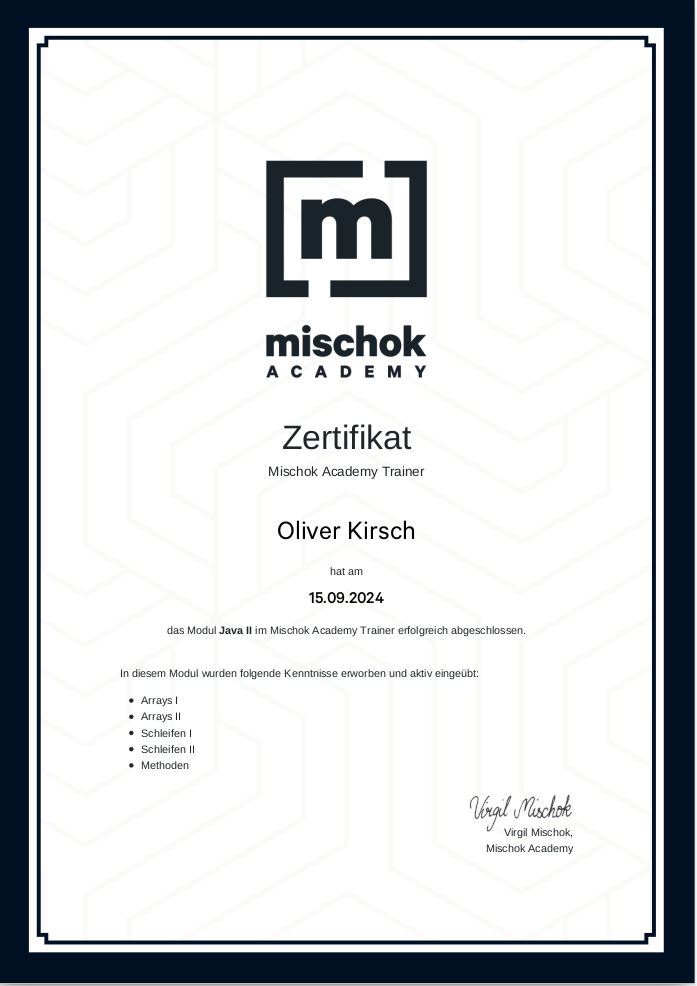 m
mischok
ACADEMY
Zertifikat
Mischok Academy Trainer
Oliver Kirsch
hat am
15.09.2024
das Modul Java II im Mischok Academy Trainer erfolgreich abgeschlossen.
In diesem Modul wurden folgende Kenntnisse erworben und aktiv eingeübt:
• Arrays I
• Arrays II
• Schleifen I
• Schleifen II
• Methoden
Virgil Mischok
Virgil Mischok,
Mischok Academy